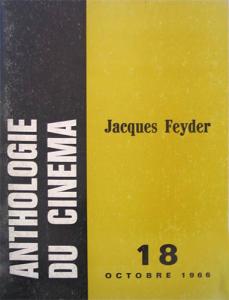 ANTHOLOGIE
DU CINEMA
Jacques Feyder
18
OCTOBRE 1966